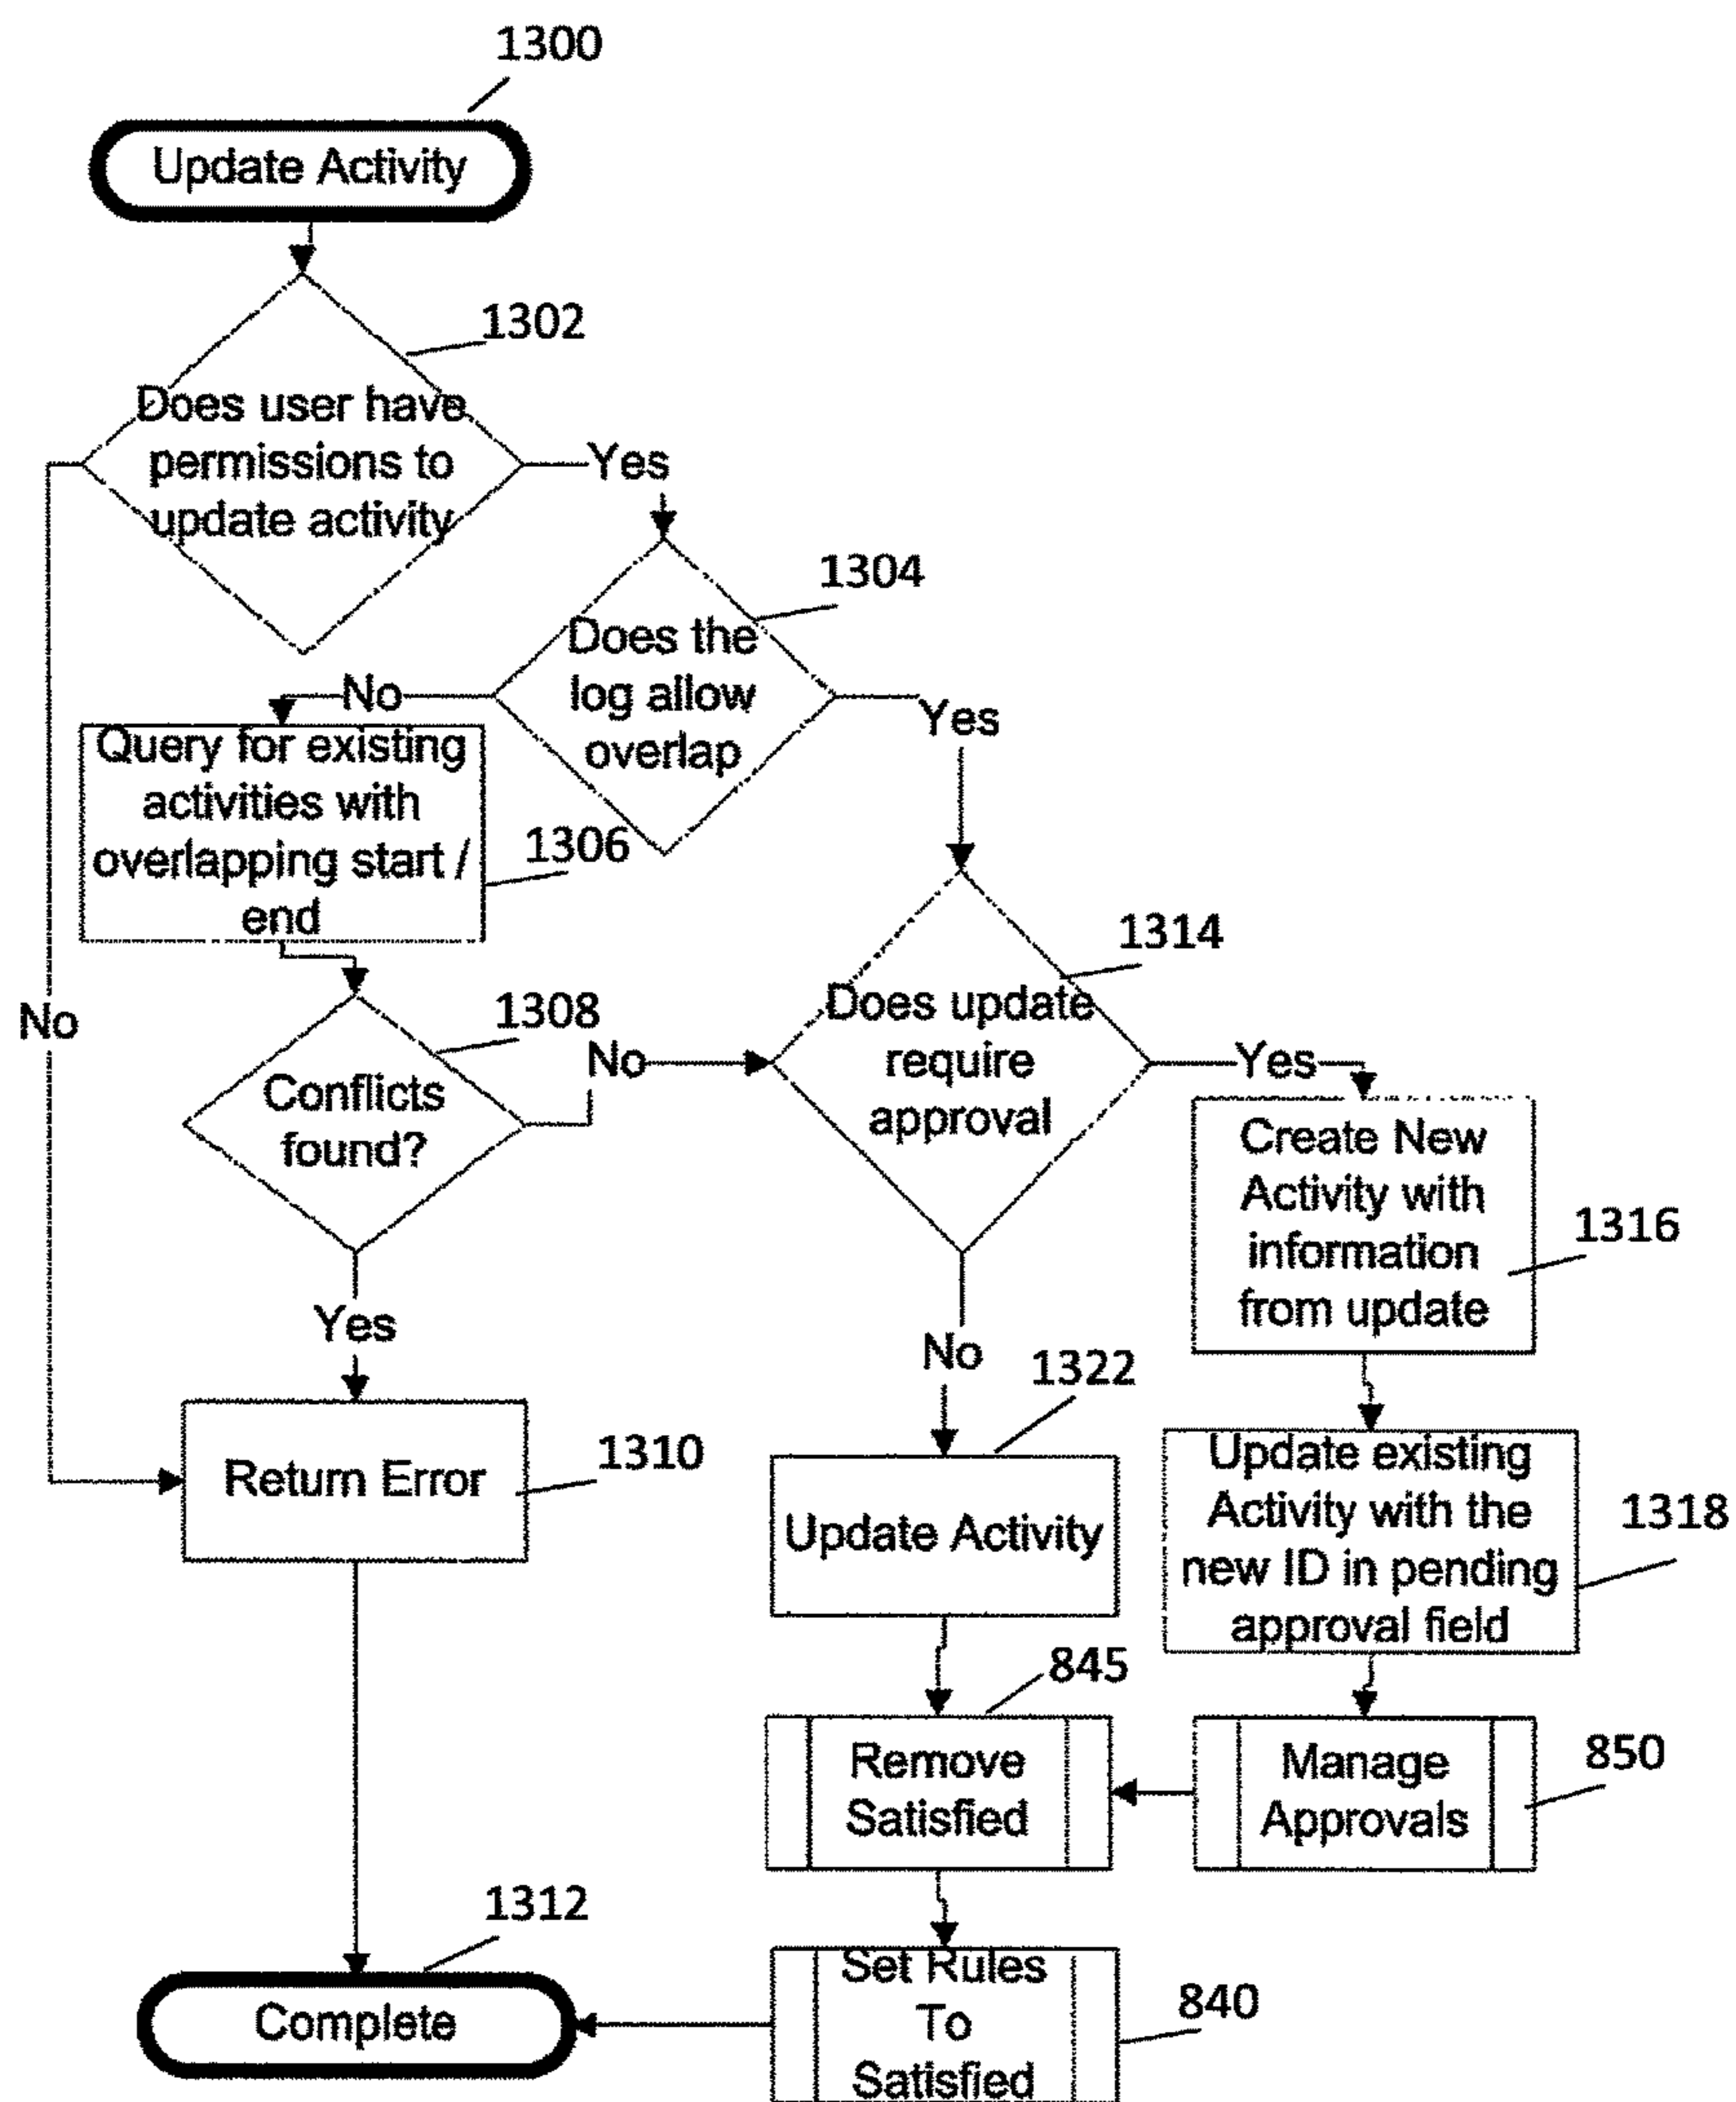 1300
Update Activity
1302
Does user have
permissions to
update activity
Yes
1304
Does the
log allow
overlap
No
Yes
Query for existing
activities with
overlapping start /
end
1306
1314
Does update
require
approval
No
1308
Conflicts
found?
No
Yes
Create New
Activity with
information
from update
1316
Yes
No
1322
Return Error
1310
Update Activity
Update existing
Activity with the
new ID in pending
approval field
1318
845
Remove
Satisfied
Manage
Approvals
850
1312
Complete
Set Rules
To
Satisfied
840